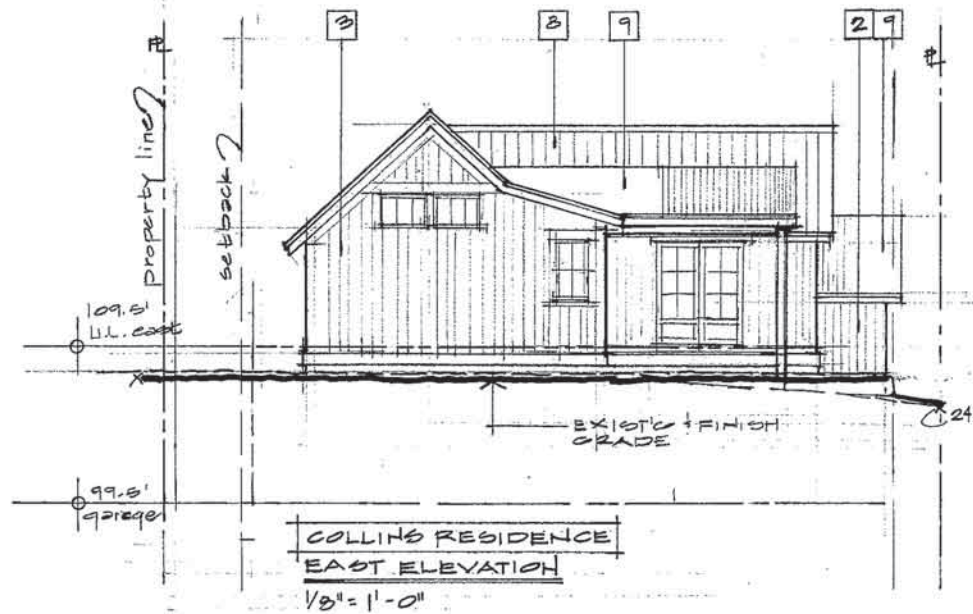 3
8
9
2
9
PL
PL
property line
setback
109.5'
U.L. east
EXIST'G & FINISH
GRADE
24
99.5'
garage
COLLINS RESIDENCE
EAST ELEVATION
1/8" = 1'-0"